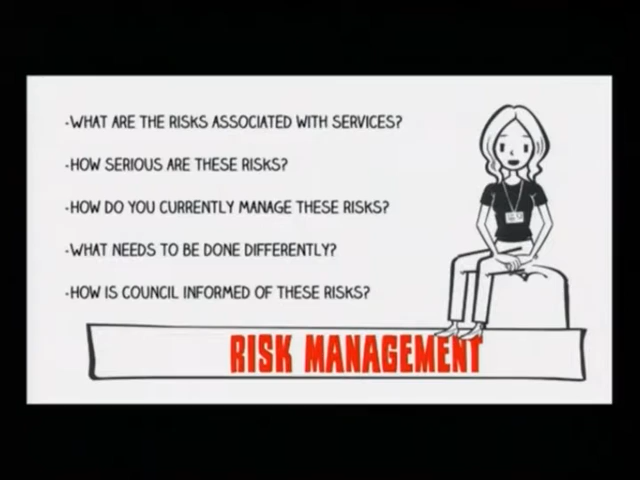 -WHAT ARE THE RISKS ASSOCIATED WITH SERVICES?
-HOW SERIOUS ARE THESE RISKS?
-HOW DO YOU CURRENTLY MANAGE THESE RISKS?
-WHAT NEEDS TO BE DONE DIFFERENTLY?
-HOW IS COUNCIL INFORMED OF THESE RISKS?
RISK MANAGEMENT